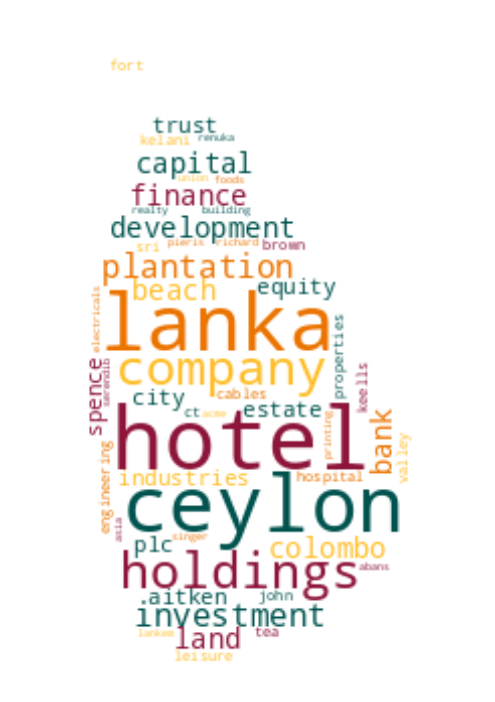 fort
trust
kelani renuka
capital
union foods
finance
realty building
development
sri pieris richard brown
plantation
beach equity
electricals
lanka
properties
company
spence serendib keells
city cables
ct acme estate
printing
hotel
bank
valley
engineering
industries hospital
ceylon
asia
plc singer colombo
holdings abans
.aitken john
investment
lankem land tea
leisure